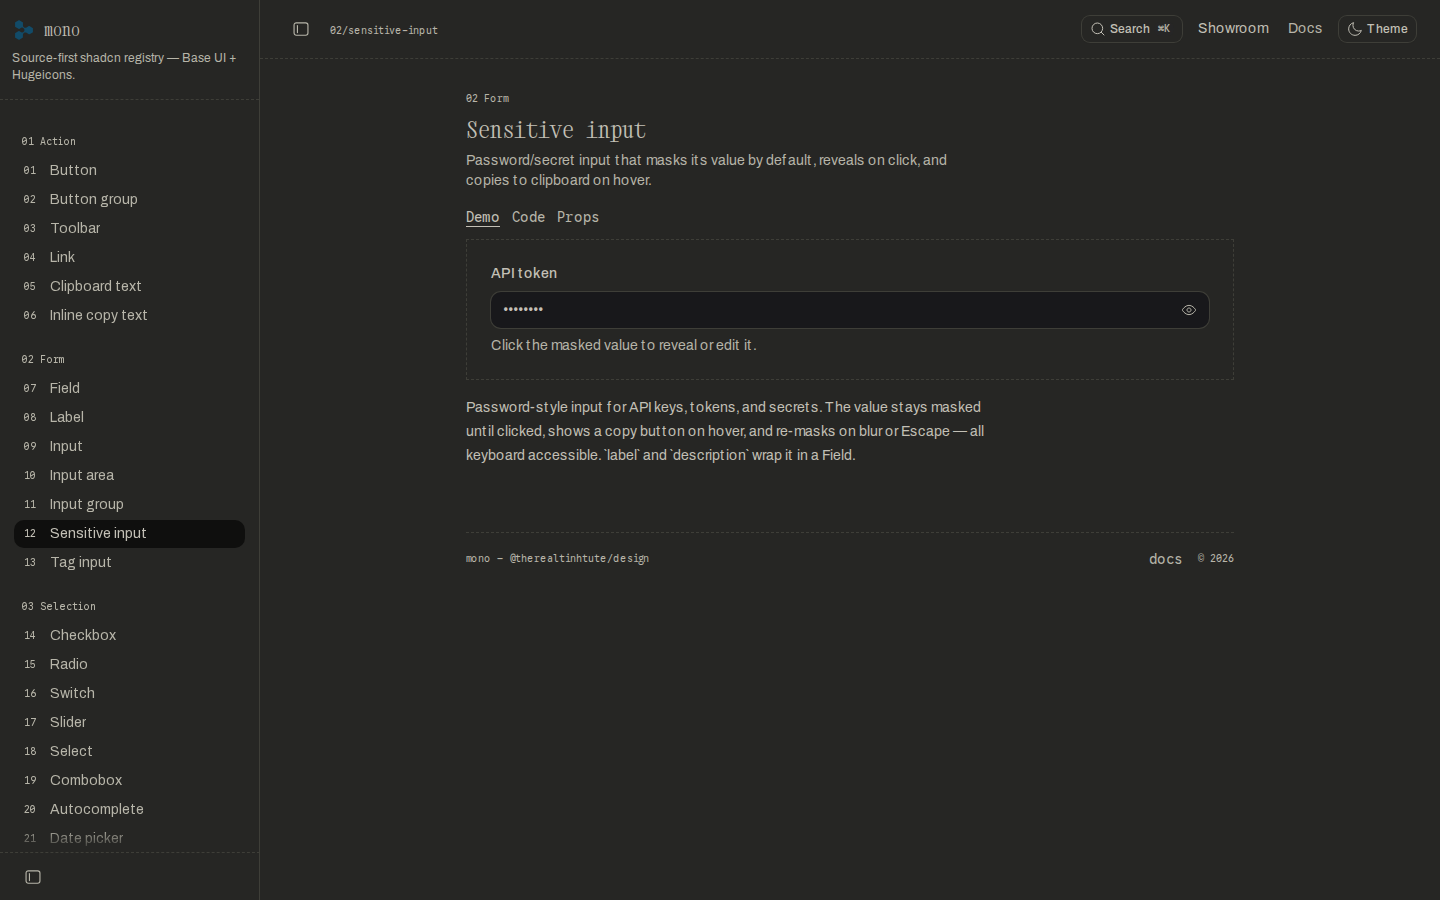 mono
Source-first shadcn registry — Base UI +
Hugeicons.
01 Action
01 Button
02 Button group
03 Toolbar
04 Link
05 Clipboard text
06 Inline copy text
02 Form
07 Field
08 Label
09 Input
10 Input area
11 Input group
12 Sensitive input
13 Tag input
03 Selection
14 Checkbox
15 Radio
16 Switch
17 Slider
18 Select
19 Combobox
20 Autocomplete
21 Date picker
02/sensitive-input
Search ⌘K
Showroom
Docs
Theme
02 Form
Sensitive input
Password/secret input that masks its value by default, reveals on click, and
copies to clipboard on hover.
Demo Code Props
API token
••••••••
Click the masked value to reveal or edit it.
Password-style input for API keys, tokens, and secrets. The value stays masked
until clicked, shows a copy button on hover, and re-masks on blur or Escape — all
keyboard accessible. `label` and `description` wrap it in a Field.
mono — @therealtinhtute/design
docs © 2026